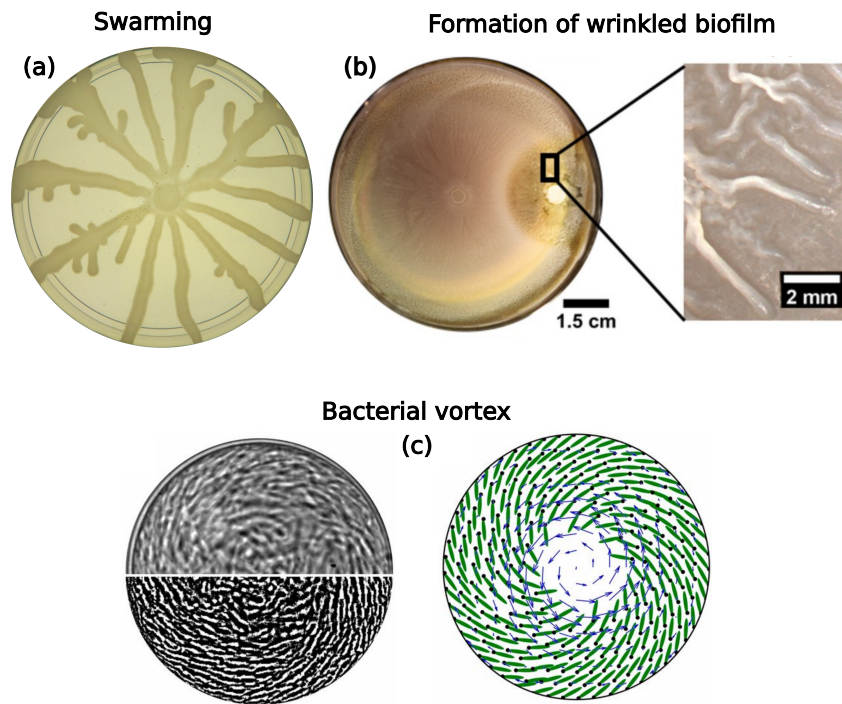 Swarming
Formation of wrinkled biofilm
(a)
(b)
1.5 cm
2 mm
Bacterial vortex
(c)